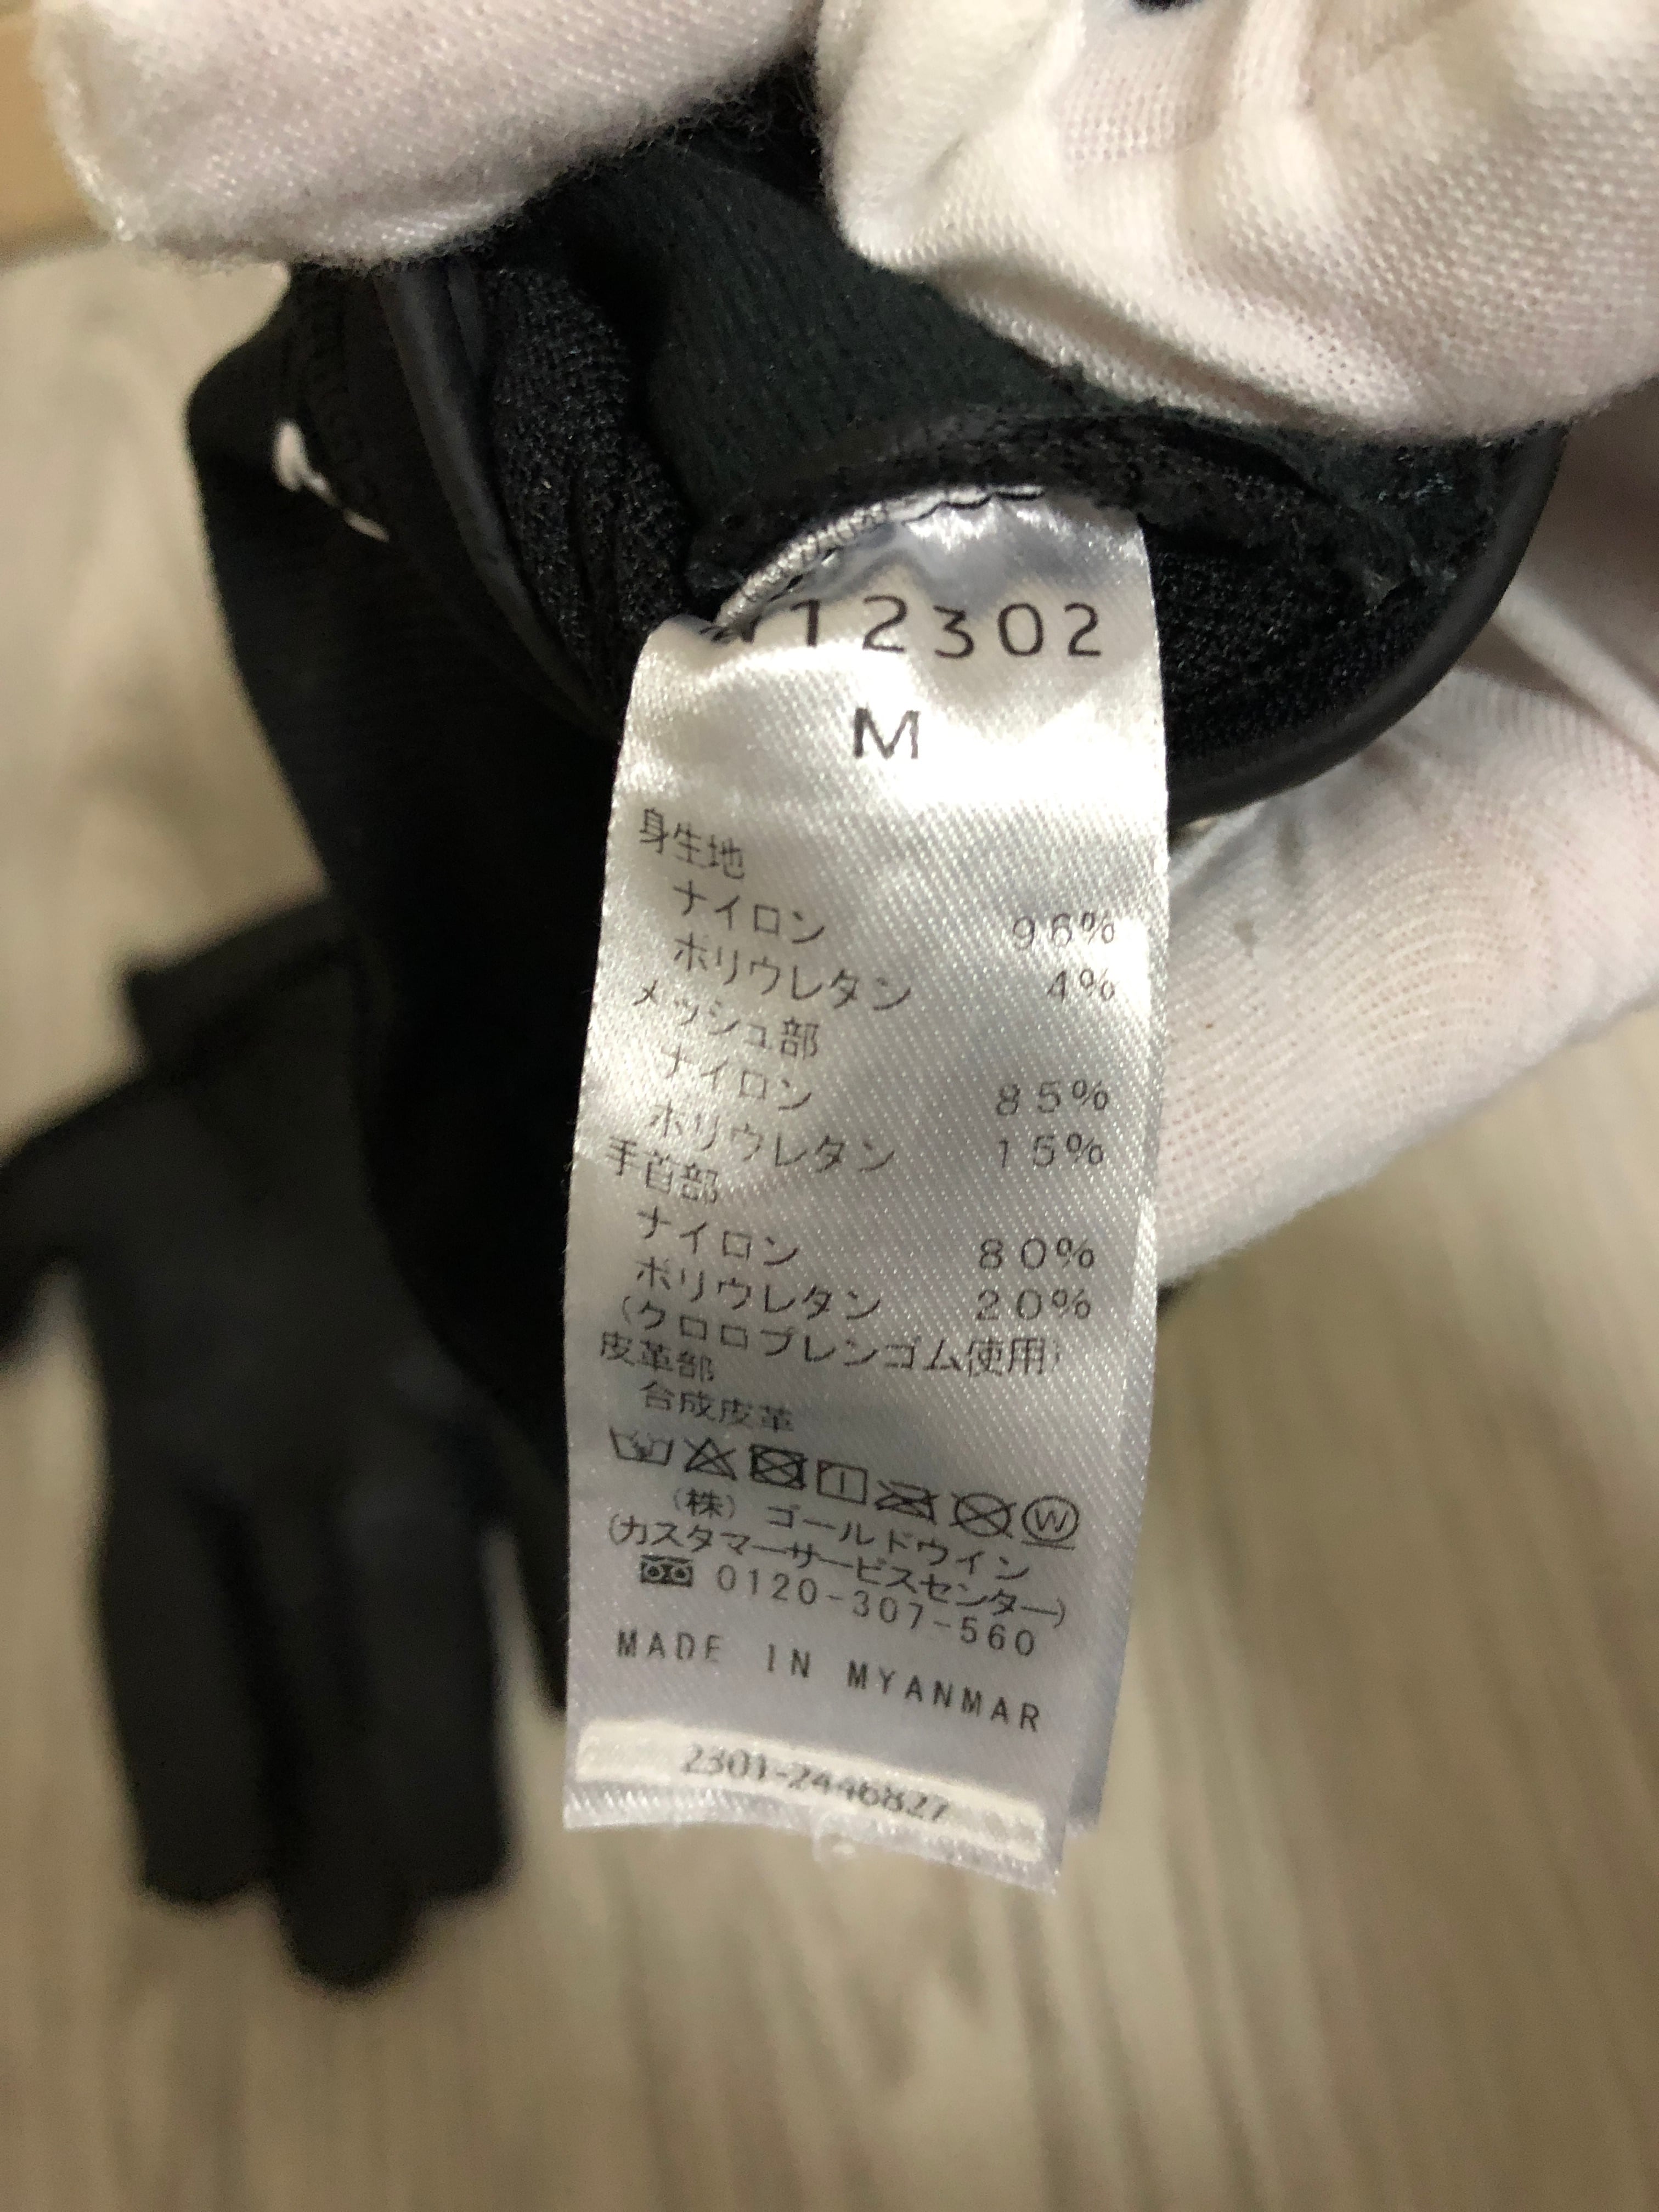 12302
M
身生地
ナイロン 96%
ポリウレタン 4%
メッシュ部
ナイロン 85%
ポリウレタン 15%
手首部
ナイロン 80%
ポリウレタン 20%
(クロロプレンゴム使用)
皮革部
合成皮革
W
(株) ゴールドウイン
(カスタマーサービスセンター)
0120-307-560
MADE IN MYANMAR
2301-2446827